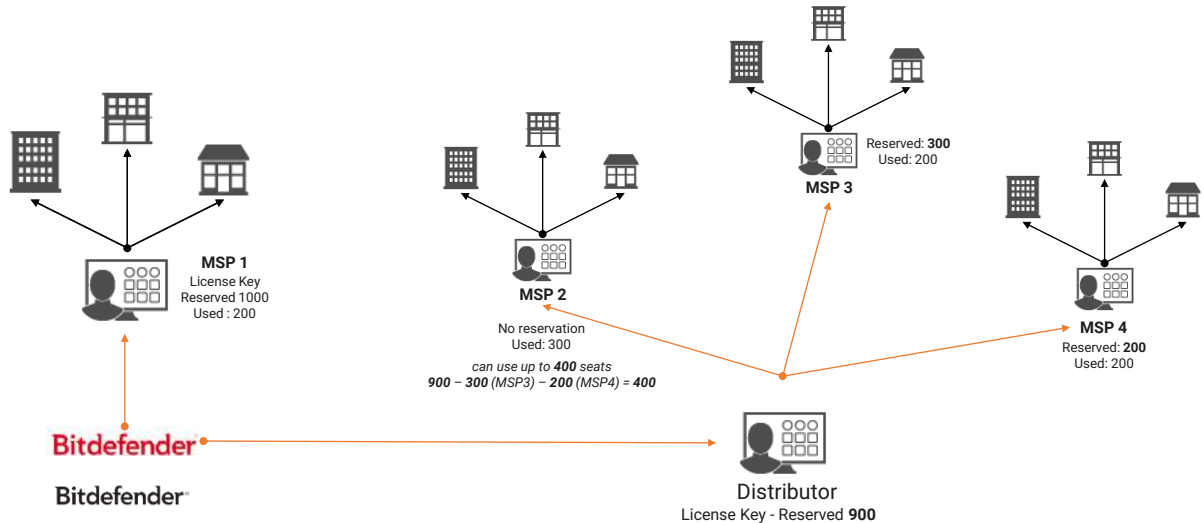 MSP 1
License Key
Reserved 1000
Used : 200
MSP 2
No reservation
Used: 300
can use up to 400 seats
900 – 300 (MSP3) – 200 (MSP4) = 400
MSP 3
Reserved: 300
Used: 200
MSP 4
Reserved: 200
Used: 200
Bitdefender
Bitdefender
Distributor
License Key - Reserved 900